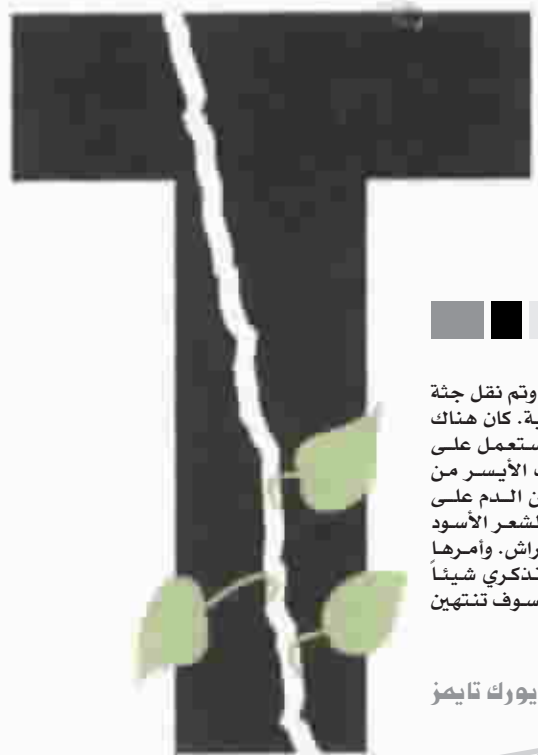 T
وتم نقل جثة
ية. كان هناك
ستعمل على
ب الأيسر من
ن الدم على
لشعر الأسود
راش. وأمرها
تذكري شيئاً
سوف تنتهين
يورك تايمز